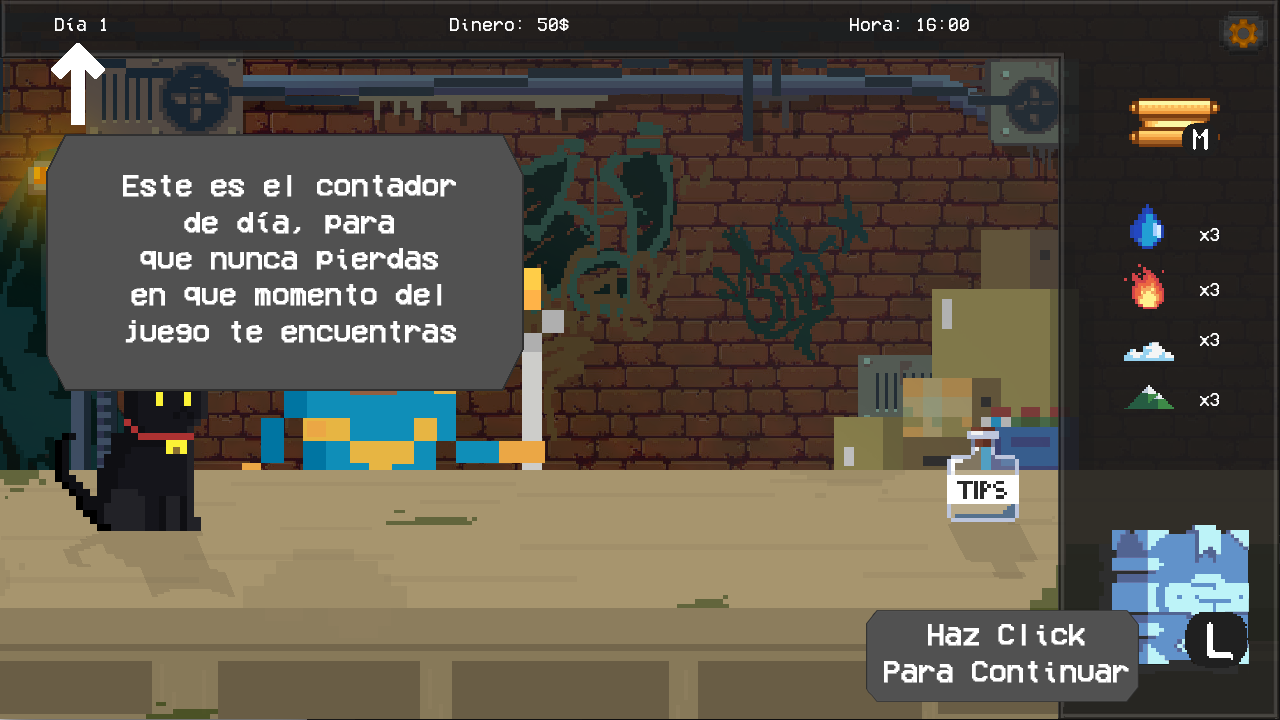 Día 1
Dinero: 50$
Hora: 16:00
Este es el contador
de día, para
que nunca pierdas
en que momento del
juego te encuentras
M
x3
x3
x3
x3
TIPS
L
Haz Click
Para Continuar